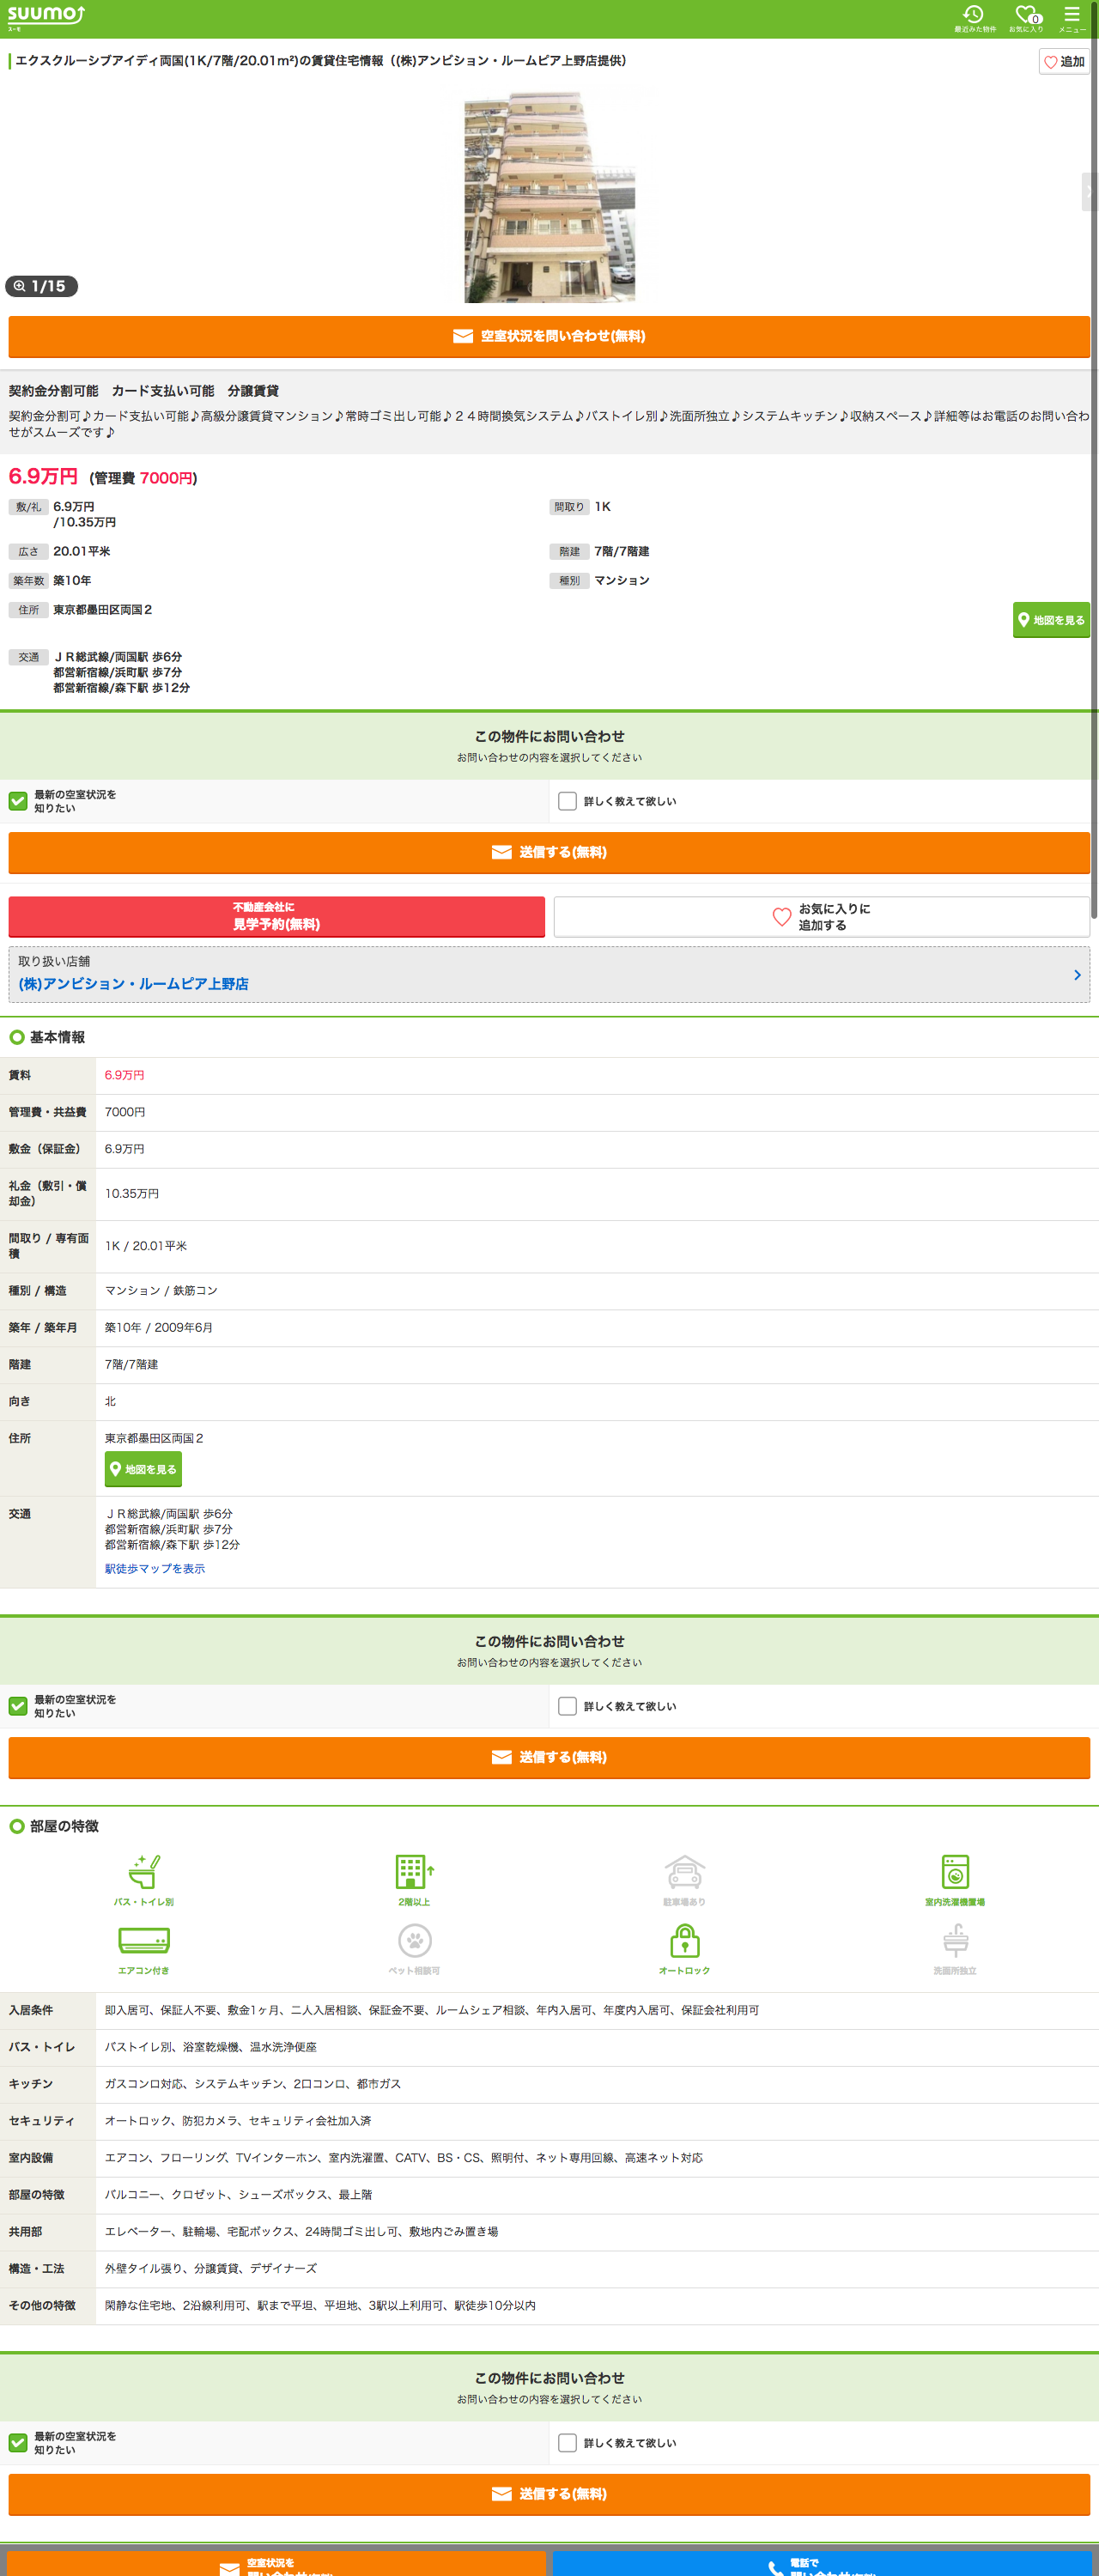 suumo
スーモ
最近みた物件
お気に入り
0
メニュー
エクスクルーシブアイディ両国(1K/7階/20.01m²)の賃貸住宅情報（(株)アンビション・ルームピア上野店提供）
追加
1/15
空室状況を問い合わせ(無料)
契約金分割可能　カード支払い可能　分譲賃貸
契約金分割可♪カード支払い可能♪高級分譲賃貸マンション♪常時ゴミ出し可能♪２４時間換気システム♪バストイレ別♪洗面所独立♪システムキッチン♪収納スペース♪詳細等はお電話のお問い合わ
せがスムーズです♪
6.9万円 (管理費 7000円)
敷/礼 6.9万円
/10.35万円
間取り 1K
広さ 20.01平米
階建 7階/7階建
築年数 築10年
種別 マンション
住所 東京都墨田区両国２
地図を見る
交通 ＪＲ総武線/両国駅 歩6分
都営新宿線/浜町駅 歩7分
都営新宿線/森下駅 歩12分
この物件にお問い合わせ
お問い合わせの内容を選択してください
最新の空室状況を
知りたい
詳しく教えて欲しい
送信する(無料)
不動産会社に
見学予約(無料)
お気に入りに
追加する
取り扱い店舗
(株)アンビション・ルームピア上野店
基本情報
賃料 6.9万円
管理費・共益費 7000円
敷金（保証金） 6.9万円
礼金（敷引・償
却金）
10.35万円
間取り / 専有面
積
1K / 20.01平米
種別 / 構造 マンション / 鉄筋コン
築年 / 築年月 築10年 / 2009年6月
階建 7階/7階建
向き 北
住所 東京都墨田区両国２
地図を見る
交通 ＪＲ総武線/両国駅 歩6分
都営新宿線/浜町駅 歩7分
都営新宿線/森下駅 歩12分
駅徒歩マップを表示
この物件にお問い合わせ
お問い合わせの内容を選択してください
最新の空室状況を
知りたい
詳しく教えて欲しい
送信する(無料)
部屋の特徴
バス・トイレ別
2階以上
駐車場あり
室内洗濯機置場
エアコン付き
ペット相談可
オートロック
洗面所独立
入居条件 即入居可、保証人不要、敷金1ヶ月、二人入居相談、保証金不要、ルームシェア相談、年内入居可、年度内入居可、保証会社利用可
バス・トイレ バストイレ別、浴室乾燥機、温水洗浄便座
キッチン ガスコンロ対応、システムキッチン、2口コンロ、都市ガス
セキュリティ オートロック、防犯カメラ、セキュリティ会社加入済
室内設備 エアコン、フローリング、TVインターホン、室内洗濯置、CATV、BS・CS、照明付、ネット専用回線、高速ネット対応
部屋の特徴 バルコニー、クロゼット、シューズボックス、最上階
共用部 エレベーター、駐輪場、宅配ボックス、24時間ゴミ出し可、敷地内ごみ置き場
構造・工法 外壁タイル張り、分譲賃貸、デザイナーズ
その他の特徴 閑静な住宅地、2沿線利用可、駅まで平坦、平坦地、3駅以上利用可、駅徒歩10分以内
この物件にお問い合わせ
お問い合わせの内容を選択してください
最新の空室状況を
知りたい
詳しく教えて欲しい
送信する(無料)
空室状況を
電話で